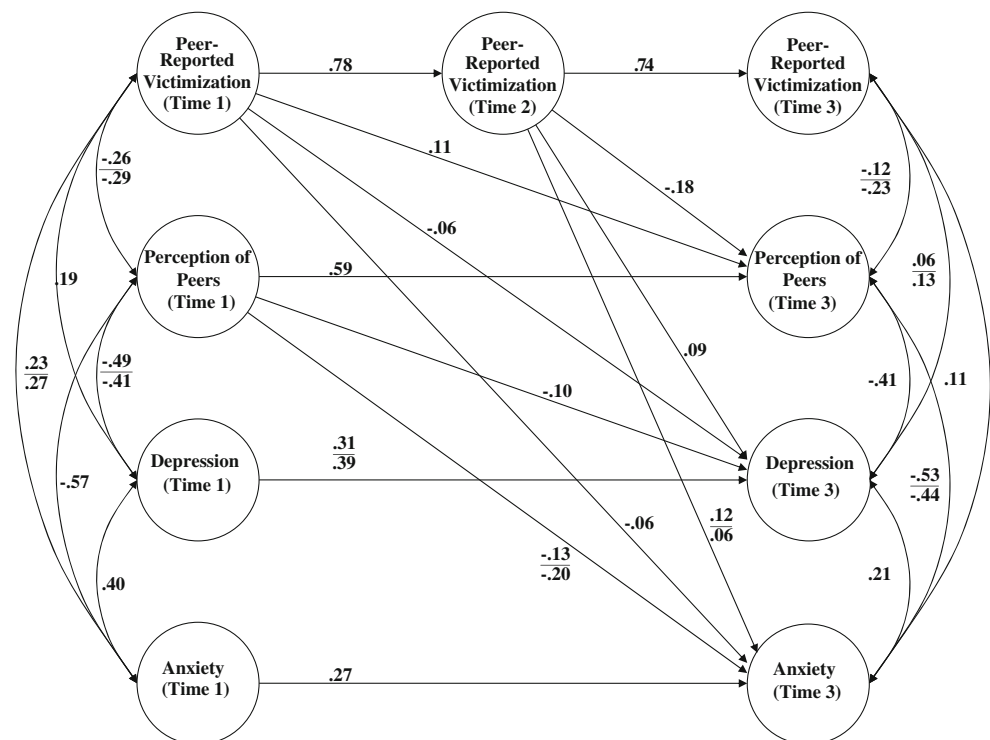 Peer-
Reported
Victimization
(Time 1)
.78
Peer-
Reported
Victimization
(Time 2)
.74
Peer-
Reported
Victimization
(Time 3)
-.26
-.29
.11
-.18
-.12
-.23
-.06
Perception of
Peers
(Time 1)
.59
Perception of
Peers
(Time 3)
.19
.06
.13
.23
.27
-.49
-.41
.09
-.10
-.41
.11
Depression
(Time 1)
.31
.39
Depression
(Time 3)
-.57
-.53
-.44
-.06
.12
.06
-.13
-.20
.40
.21
Anxiety
(Time 1)
.27
Anxiety
(Time 3)